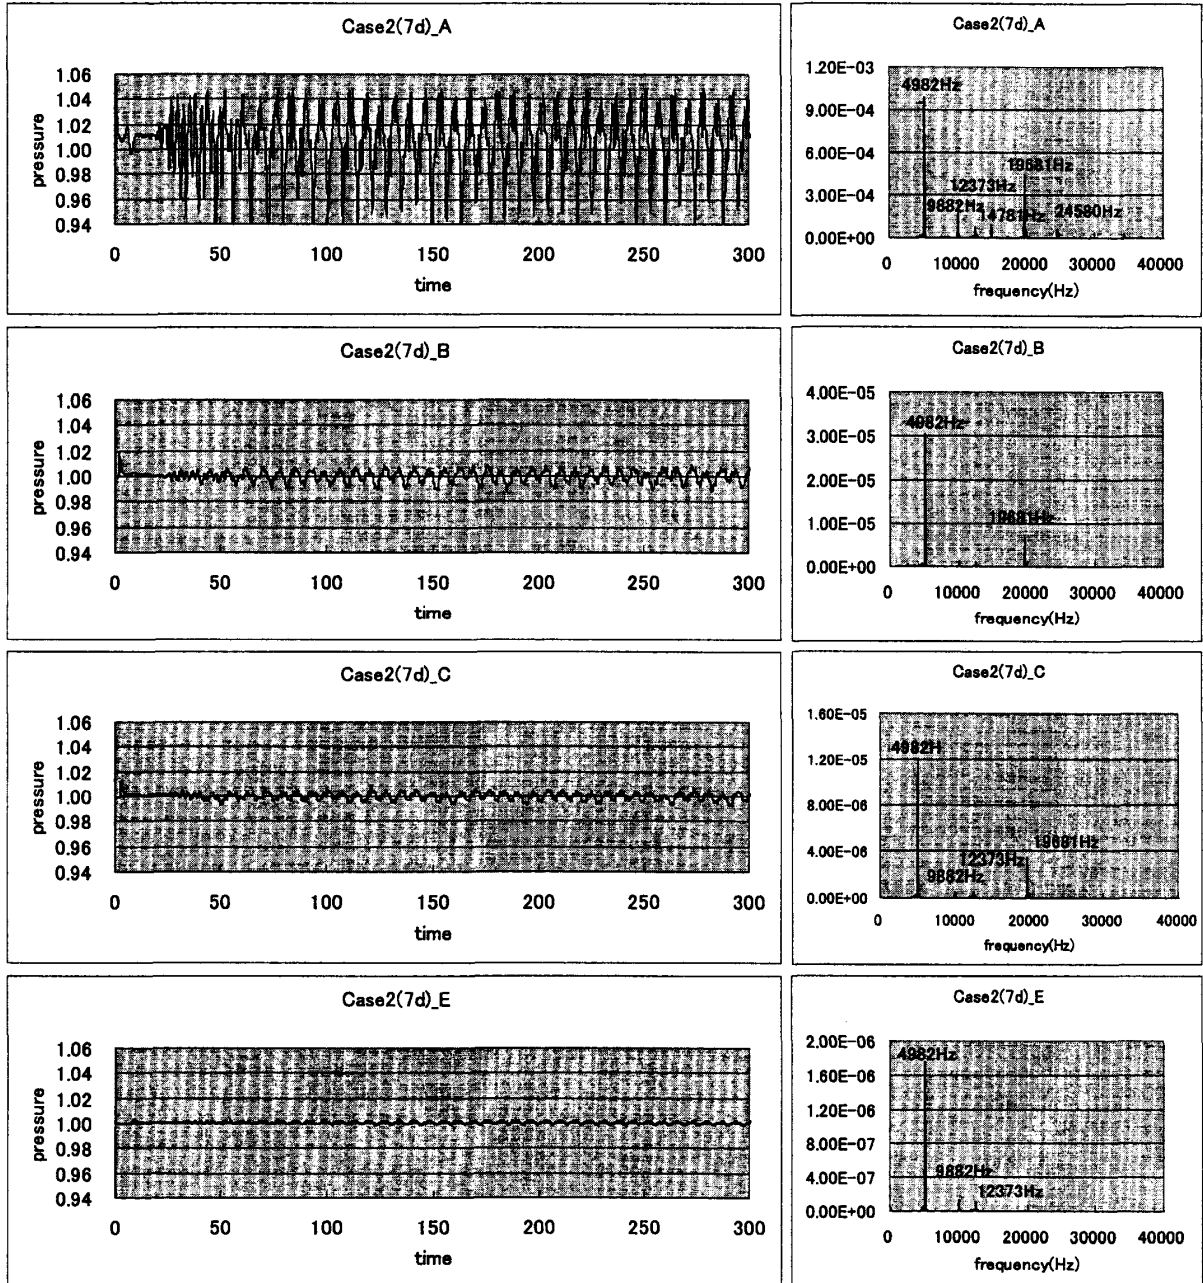 Case2(7d)_A
1.06
1.04
1.02
1.00
0.98
0.96
0.94
pressure
0 50 100 150 200 250 300
time
Case2(7d)_A
1.20E-03
9.00E-04
6.00E-04
3.00E-04
0.00E+00
4982Hz
19681Hz
12373Hz
9882Hz
14781Hz
24580Hz
0 10000 20000 30000 40000
frequency(Hz)
Case2(7d)_B
1.06
1.04
1.02
1.00
0.98
0.96
0.94
pressure
0 50 100 150 200 250 300
time
Case2(7d)_B
4.00E-05
3.00E-05
2.00E-05
1.00E-05
0.00E+00
4982Hz
19681Hz
0 10000 20000 30000 40000
frequency(Hz)
Case2(7d)_C
1.06
1.04
1.02
1.00
0.98
0.96
0.94
pressure
0 50 100 150 200 250 300
time
Case2(7d)_C
1.60E-05
1.20E-05
8.00E-06
4.00E-06
0.00E+00
4982H
19681Hz
12373Hz
9882Hz
0 10000 20000 30000 40000
frequency(Hz)
Case2(7d)_E
1.06
1.04
1.02
1.00
0.98
0.96
0.94
pressure
0 50 100 150 200 250 300
time
Case2(7d)_E
2.00E-06
1.60E-06
1.20E-06
8.00E-07
4.00E-07
0.00E+00
4982Hz
9882Hz
12373Hz
0 10000 20000 30000 40000
frequency(Hz)